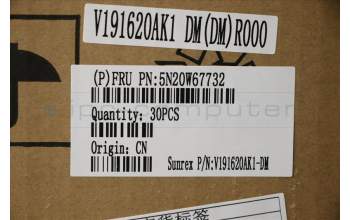 V191620AK1 DM(DM)R000
(P)FRU PN:5N20W67732
Quantity: 30PCS
Origin: CN
Sunrex P/N:V191620AK1-DM